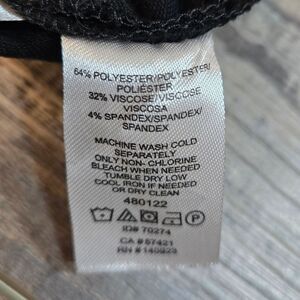 64% POLYESTER/POLYESTER/
POLIÉSTER
32% VISCOSE/VISCOSE/
VISCOSA
4% SPANDEX/SPANDEX/
SPANDEX
MACHINE WASH COLD
SEPARATELY
ONLY NON- CHLORINE
BLEACH WHEN NEEDED
TUMBLE DRY LOW
COOL IRON IF NEEDED
OR DRY CLEAN
480122
P
ID# 70274
CA # 57421
RN # 140923